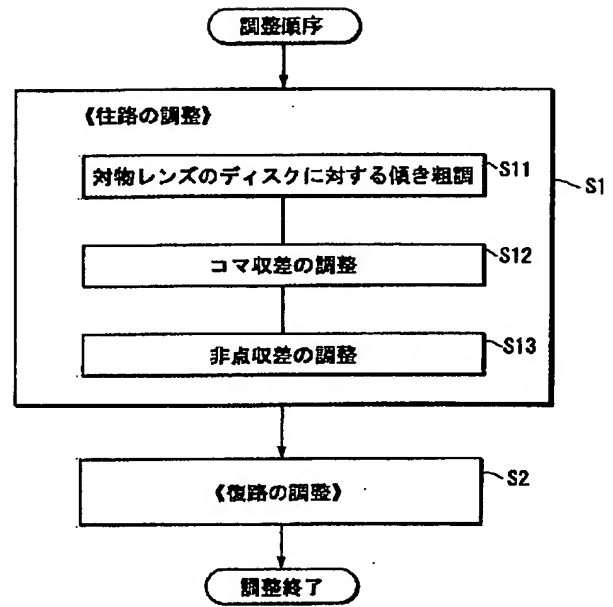 調整順序
《往路の調整》
対物レンズのディスクに対する傾き粗調
S11
S1
コマ収差の調整
S12
非点収差の調整
S13
《復路の調整》
S2
調整終了